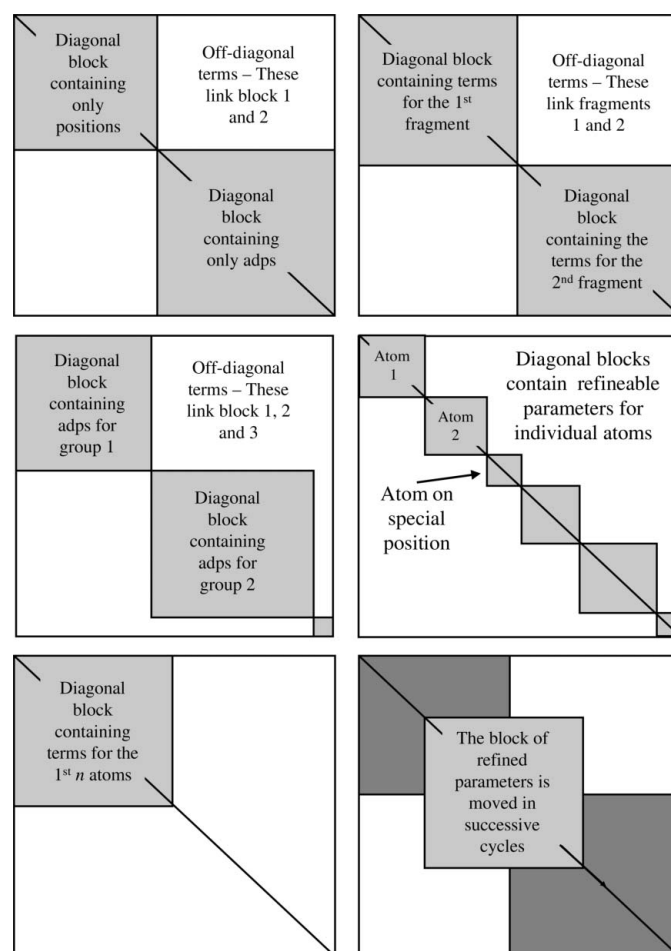 Diagonal
block
containing
only
positions
Off-diagonal
terms – These
link block 1
and 2
Diagonal
block
containing
only adps
Diagonal block
containing terms
for the 1st
fragment
Off-diagonal
terms – These
link fragments
1 and 2
Diagonal
block
containing the
terms for the
2nd fragment
Diagonal
block
containing
adps for
group 1
Off-diagonal
terms – These
link block 1, 2
and 3
Diagonal
block
containing
adps for
group 2
Atom
1
Atom
2
Diagonal blocks
contain refineable
parameters for
individual atoms
Atom on
special
position
Diagonal
block
containing
terms for the
1st n atoms
The block of
refined
parameters is
moved in
successive
cycles